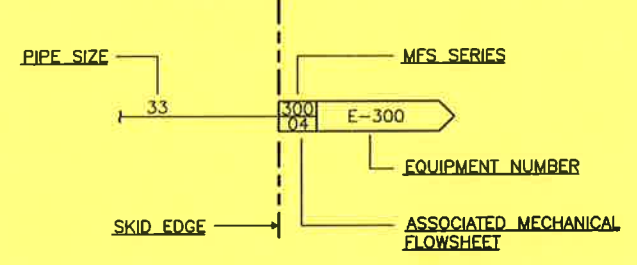 PIPE SIZE
MFS SERIES
33
300
04
E-300
EQUIPMENT NUMBER
SKID EDGE
ASSOCIATED MECHANICAL
FLOWSHEET